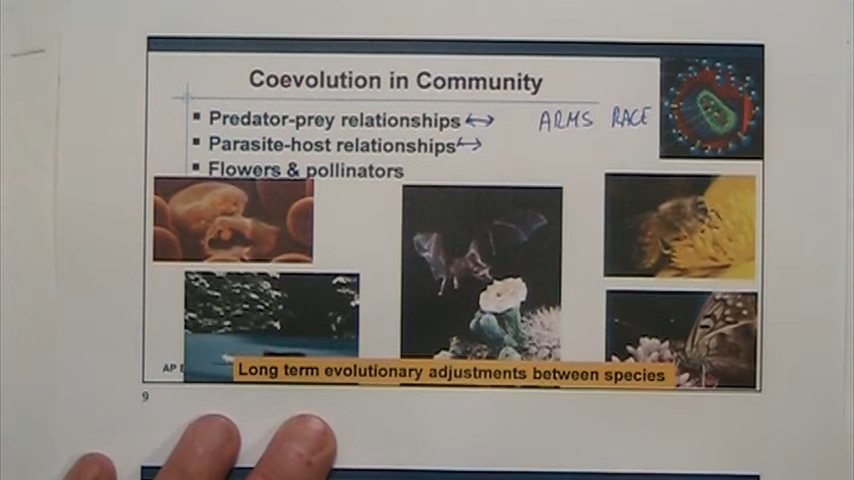 Coevolution in Community
▪ Predator-prey relationships ↔ ARMS RACE
▪ Parasite-host relationships ↔
▪ Flowers & pollinators
AP
Long term evolutionary adjustments between species
9